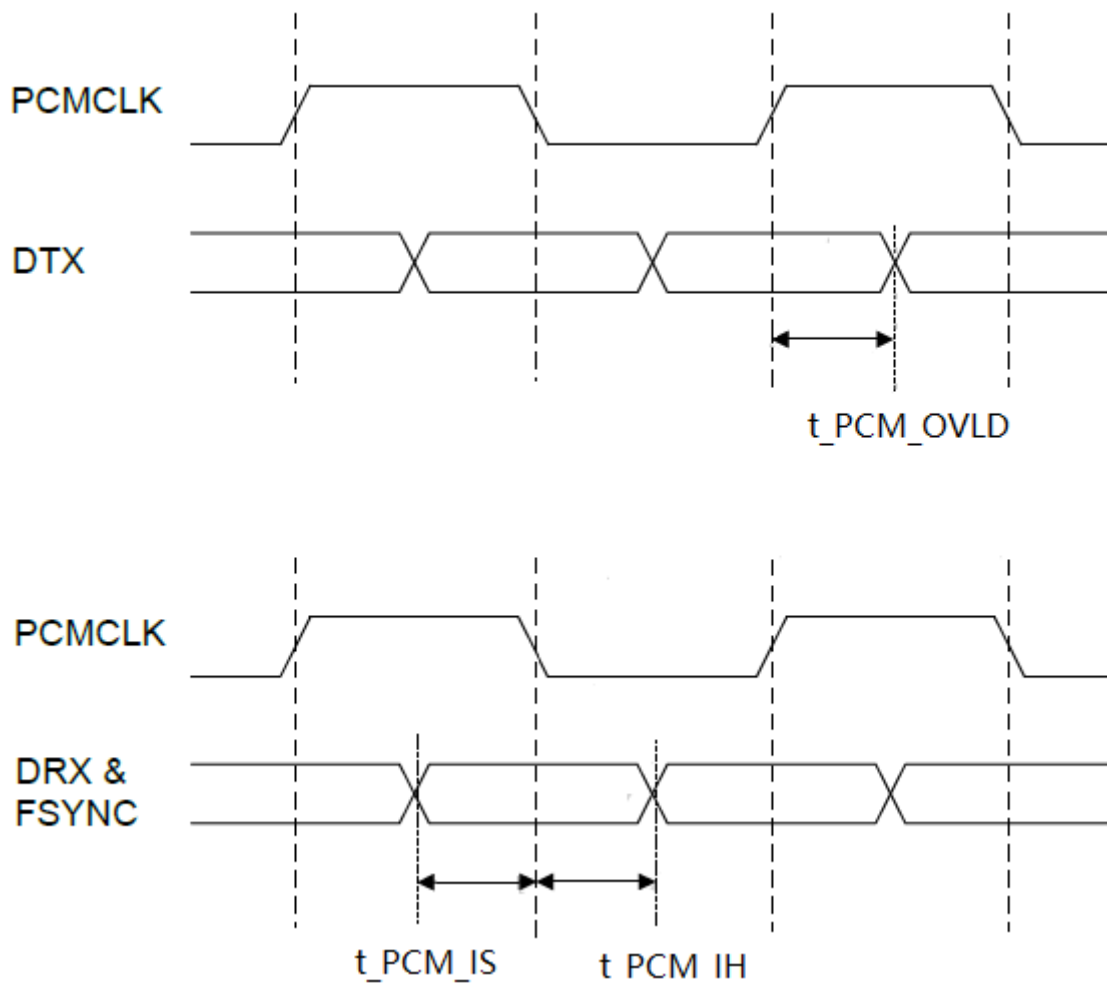 PCMCLK
DTX
t_PCM_OVLD
PCMCLK
DRX &
FSYNC
t_PCM_IS
t PCM IH